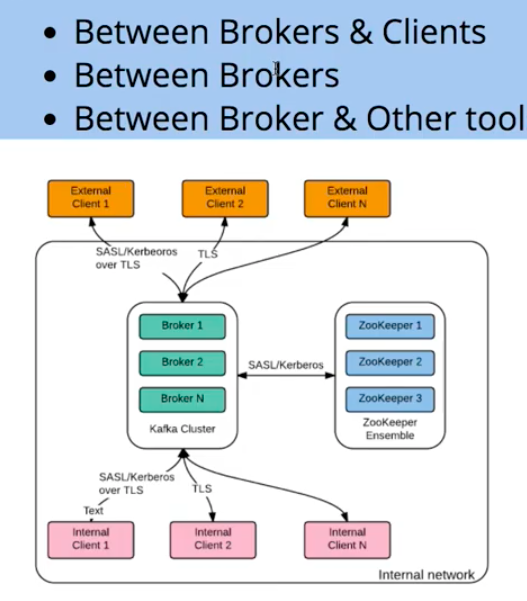 Between Brokers & Clients
Between Brokers
Between Broker & Other tool
External
Client 1
External
Client 2
External
Client N
SASL/Kerbeoros
over TLS
TLS
Broker 1
Broker 2
Broker N
Kafka Cluster
SASL/Kerberos
ZooKeeper 1
ZooKeeper 2
ZooKeeper 3
ZooKeeper
Ensemble
SASL/Kerberos
over TLS
TLS
Text
Internal
Client 1
Internal
Client 2
Internal
Client N
Internal network